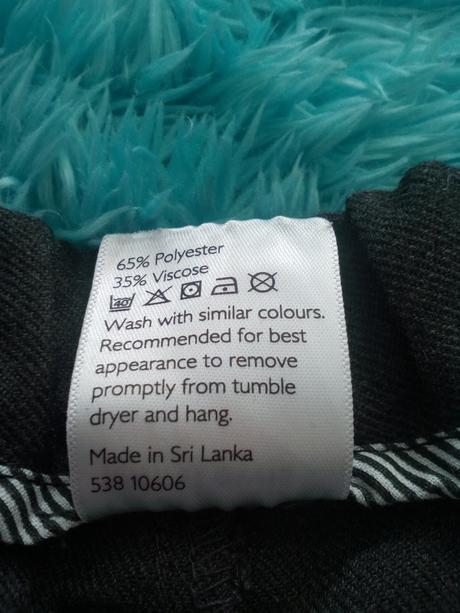 65% Polyester
35% Viscose
40
Wash with similar colours.
Recommended for best
appearance to remove
promptly from tumble
dryer and hang.
Made in Sri Lanka
538 10606